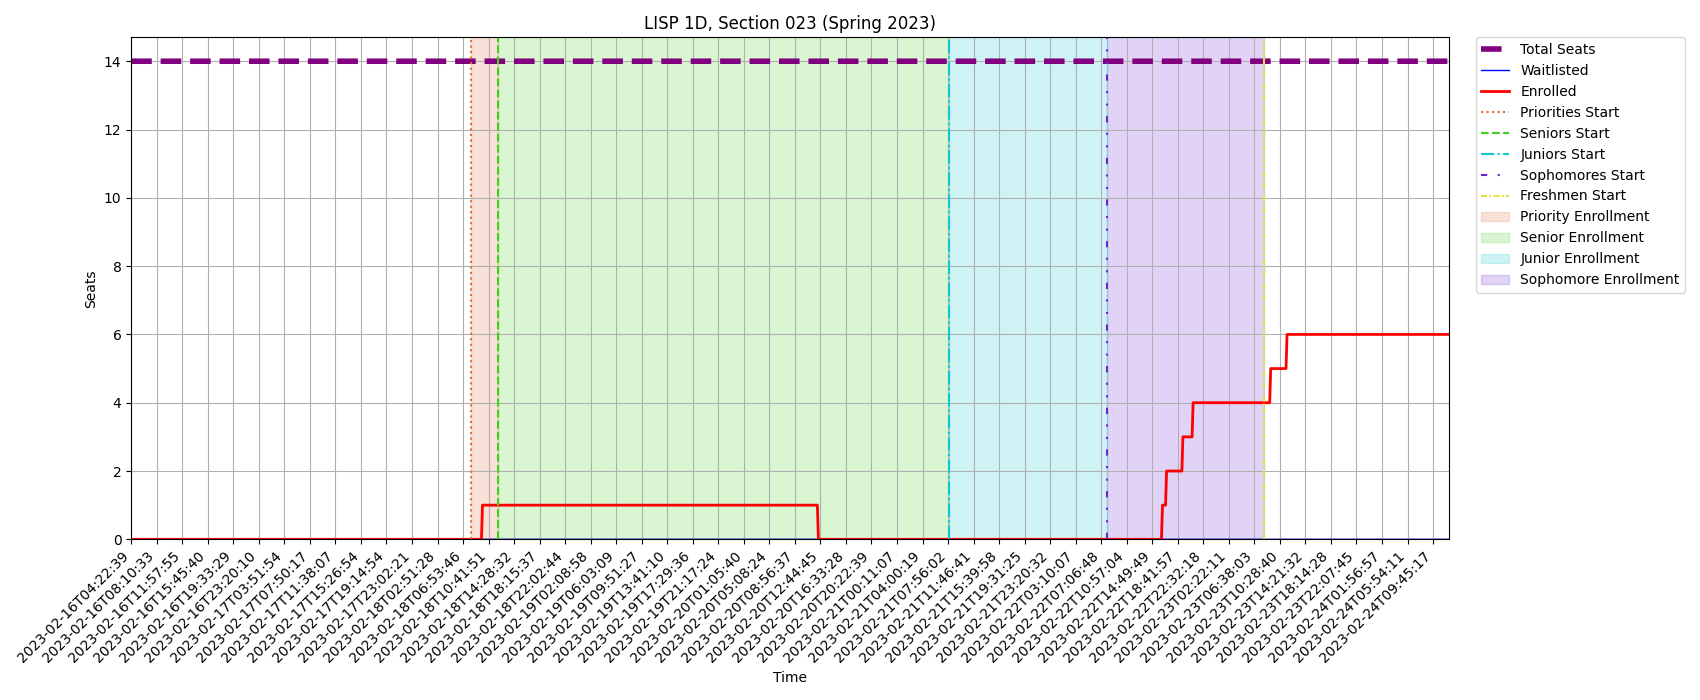 LISP 1D, Section 023 (Spring 2023)
Seats
14
12
10
8
6
4
2
0
2023-02-16T04:22:39
2023-02-16T08:10:33
2023-02-16T11:57:55
2023-02-16T15:45:40
2023-02-16T19:33:29
2023-02-16T23:20:10
2023-02-17T03:51:54
2023-02-17T07:50:17
2023-02-17T11:38:07
2023-02-17T15:26:54
2023-02-17T19:14:54
2023-02-17T23:02:21
2023-02-18T02:51:28
2023-02-18T06:53:46
2023-02-18T10:41:51
2023-02-18T14:28:32
2023-02-18T18:15:37
2023-02-18T22:02:44
2023-02-19T02:08:58
2023-02-19T06:03:09
2023-02-19T09:51:27
2023-02-19T13:41:10
2023-02-19T17:29:36
2023-02-19T21:17:24
2023-02-20T01:05:40
2023-02-20T05:08:24
2023-02-20T08:56:37
2023-02-20T12:44:45
2023-02-20T16:33:28
2023-02-20T20:22:39
2023-02-21T00:11:07
2023-02-21T04:00:19
2023-02-21T07:56:02
2023-02-21T11:46:41
2023-02-21T15:39:58
2023-02-21T19:31:25
2023-02-21T23:20:32
2023-02-22T03:10:07
2023-02-22T07:06:48
2023-02-22T10:57:04
2023-02-22T14:49:49
2023-02-22T18:41:57
2023-02-22T22:32:18
2023-02-23T02:22:11
2023-02-23T06:38:03
2023-02-23T10:28:40
2023-02-23T14:21:32
2023-02-23T18:14:28
2023-02-23T22:07:45
2023-02-24T01:56:57
2023-02-24T05:54:11
2023-02-24T09:45:17
Time
Total Seats
Waitlisted
Enrolled
Priorities Start
Seniors Start
Juniors Start
Sophomores Start
Freshmen Start
Priority Enrollment
Senior Enrollment
Junior Enrollment
Sophomore Enrollment